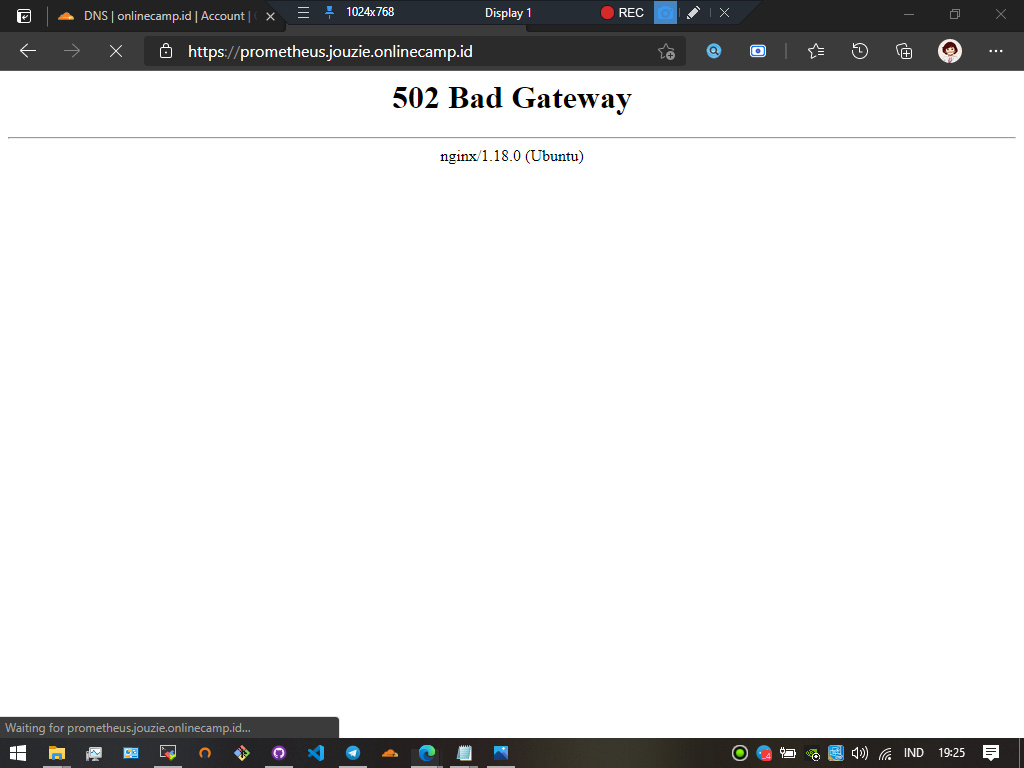 DNS | onlinecamp.id | Account |
1024x768
Display 1
REC
https://prometheus.jouzie.onlinecamp.id
502 Bad Gateway
nginx/1.18.0 (Ubuntu)
Waiting for prometheus.jouzie.onlinecamp.id...
IND
19:25